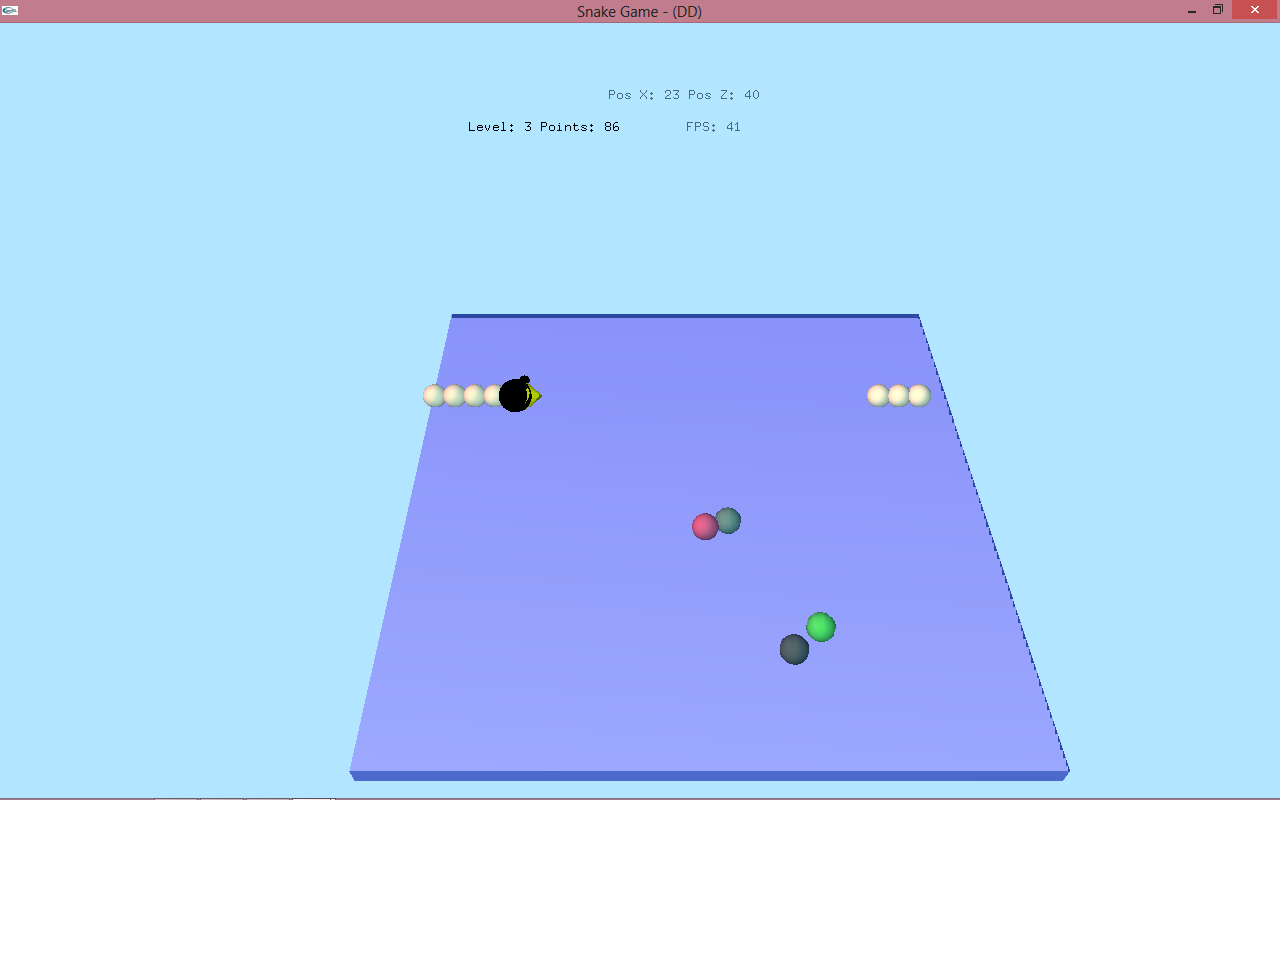 Snake Game - (DD)
Pos X: 23 Pos Z: 40
Level: 3 Points: 86 FPS: 41